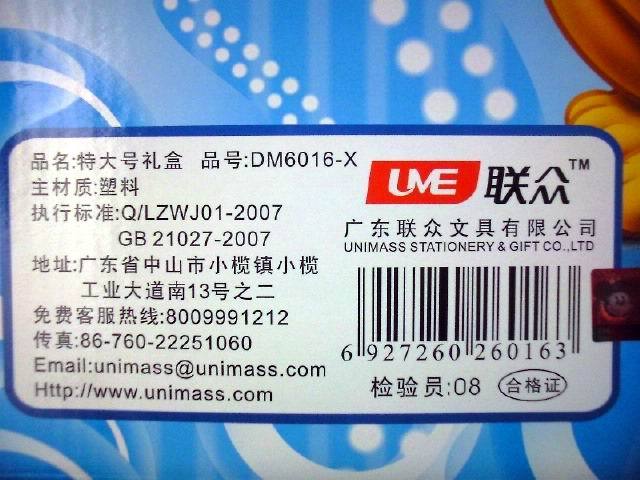 品名:特大号礼盒 品号:DM6016-X
主材质:塑料
执行标准:Q/LZWJ01-2007
GB 21027-2007
地址:广东省中山市小榄镇小榄
工业大道南13号之二
免费客服热线:8009991212
传真:86-760-22251060
Email:unimass@unimass.com
Http://www.unimass.com
UME 联众™
广东联众文具有限公司
UNIMASS STATIONERY & GIFT CO.,LTD
6 927260 260163
检验员:08 合格证